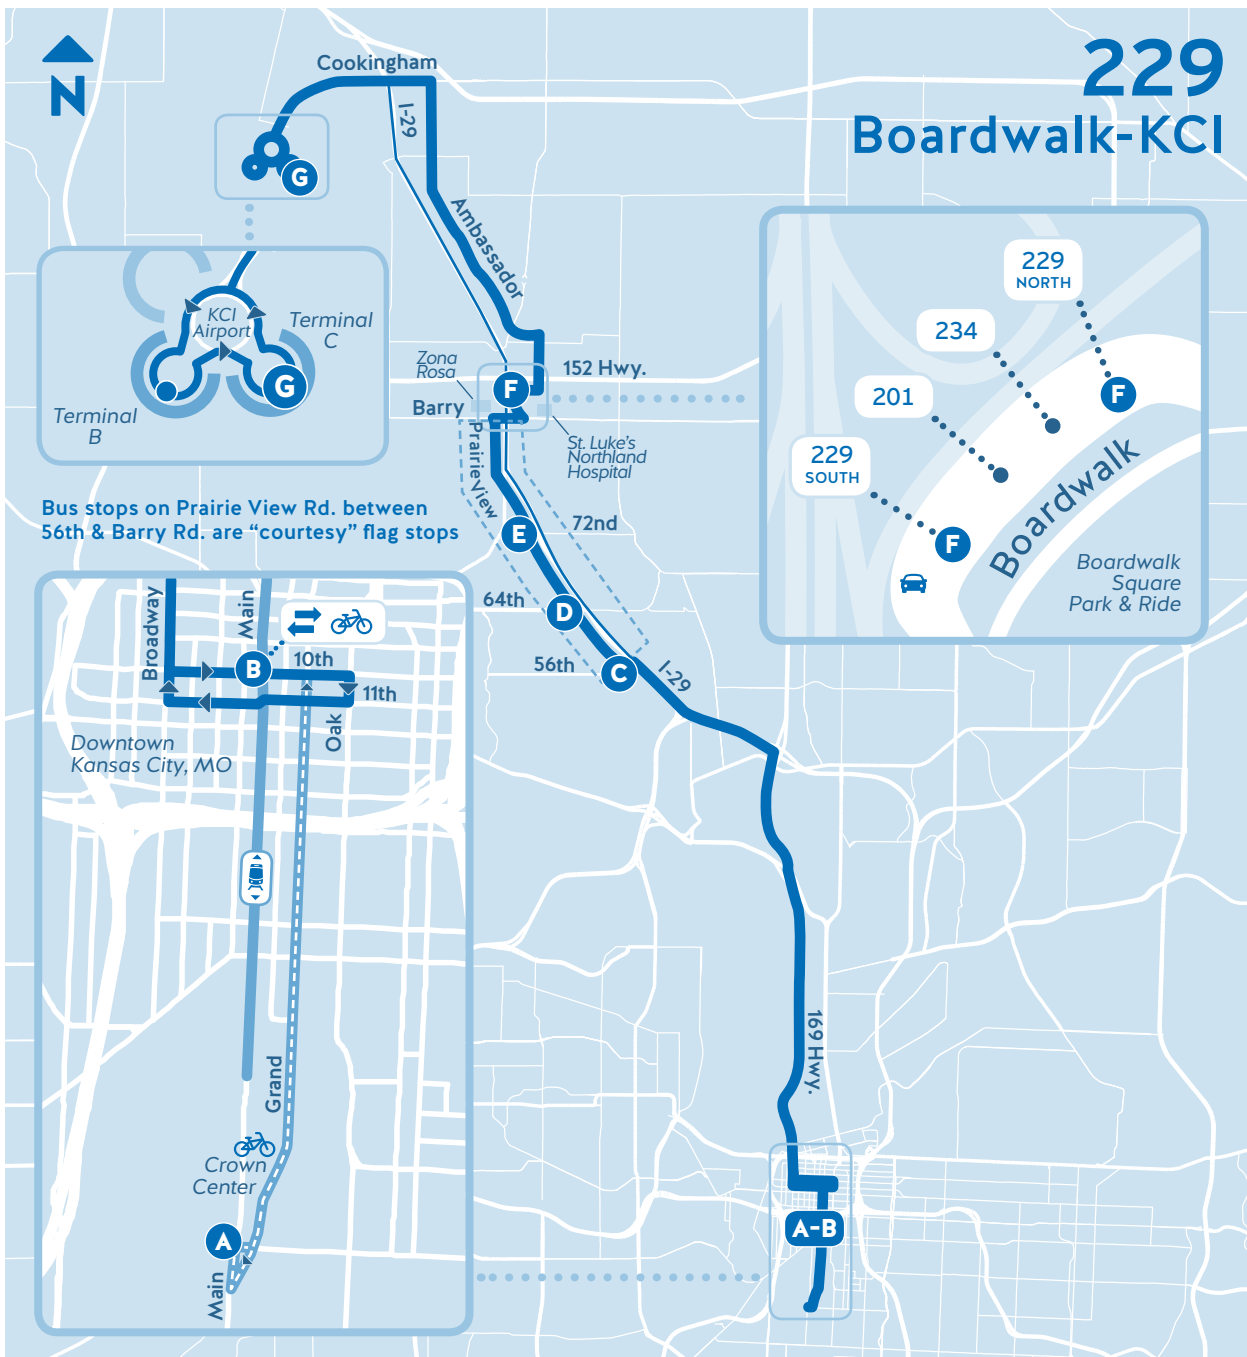 N
229
Boardwalk-KCI
Cookingham
I-29
G
Ambassador
KCI
Airport
Terminal
C
G
Terminal
B
Zona
Rosa
F
152 Hwy.
Barry
Prairie View
St. Luke's
Northland
Hospital
229
NORTH
234
201
229
SOUTH
F
F
Boardwalk
Boardwalk
Square
Park & Ride
Bus stops on Prairie View Rd. between
56th & Barry Rd. are “courtesy” flag stops
72nd
E
64th
D
56th
C
I-29
Broadway
Main
B
10th
11th
Oak
Downtown
Kansas City, MO
Grand
Crown
Center
A
Main
169 Hwy.
A-B